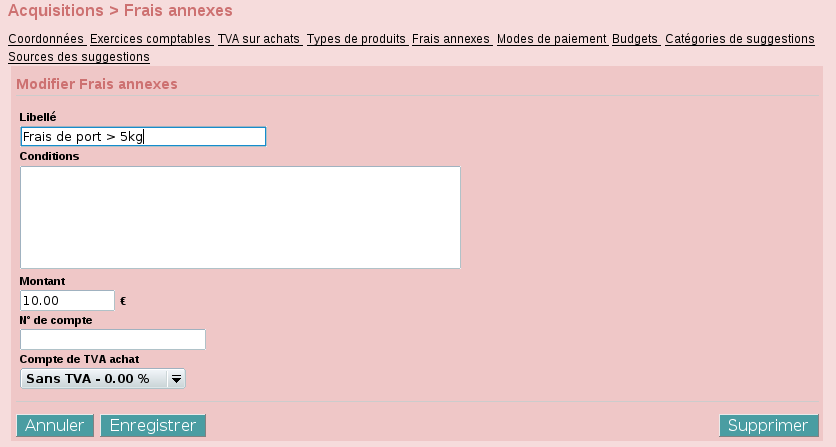 Acquisitions > Frais annexes
Coordonnées Exercices comptables TVA sur achats Types de produits Frais annexes Modes de paiement Budgets Catégories de suggestions
Sources des suggestions
Modifier Frais annexes
Libellé
Frais de port > 5kg
Conditions
Montant
10.00 €
N° de compte
Compte de TVA achat
Sans TVA - 0.00 %
Annuler Enregistrer Supprimer